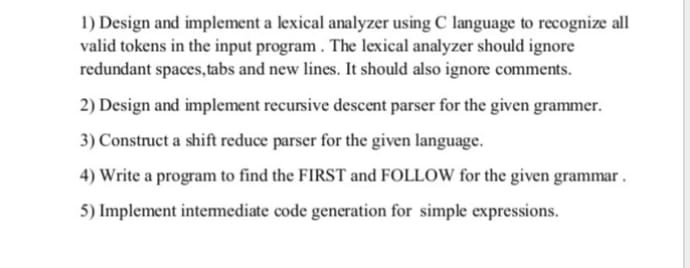 1) Design and implement a lexical analyzer using C language to recognize all
valid tokens in the input program . The lexical analyzer should ignore
redundant spaces,tabs and new lines. It should also ignore comments.
2) Design and implement recursive descent parser for the given grammer.
3) Construct a shift reduce parser for the given language.
4) Write a program to find the FIRST and FOLLOW for the given grammar .
5) Implement intermediate code generation for simple expressions.